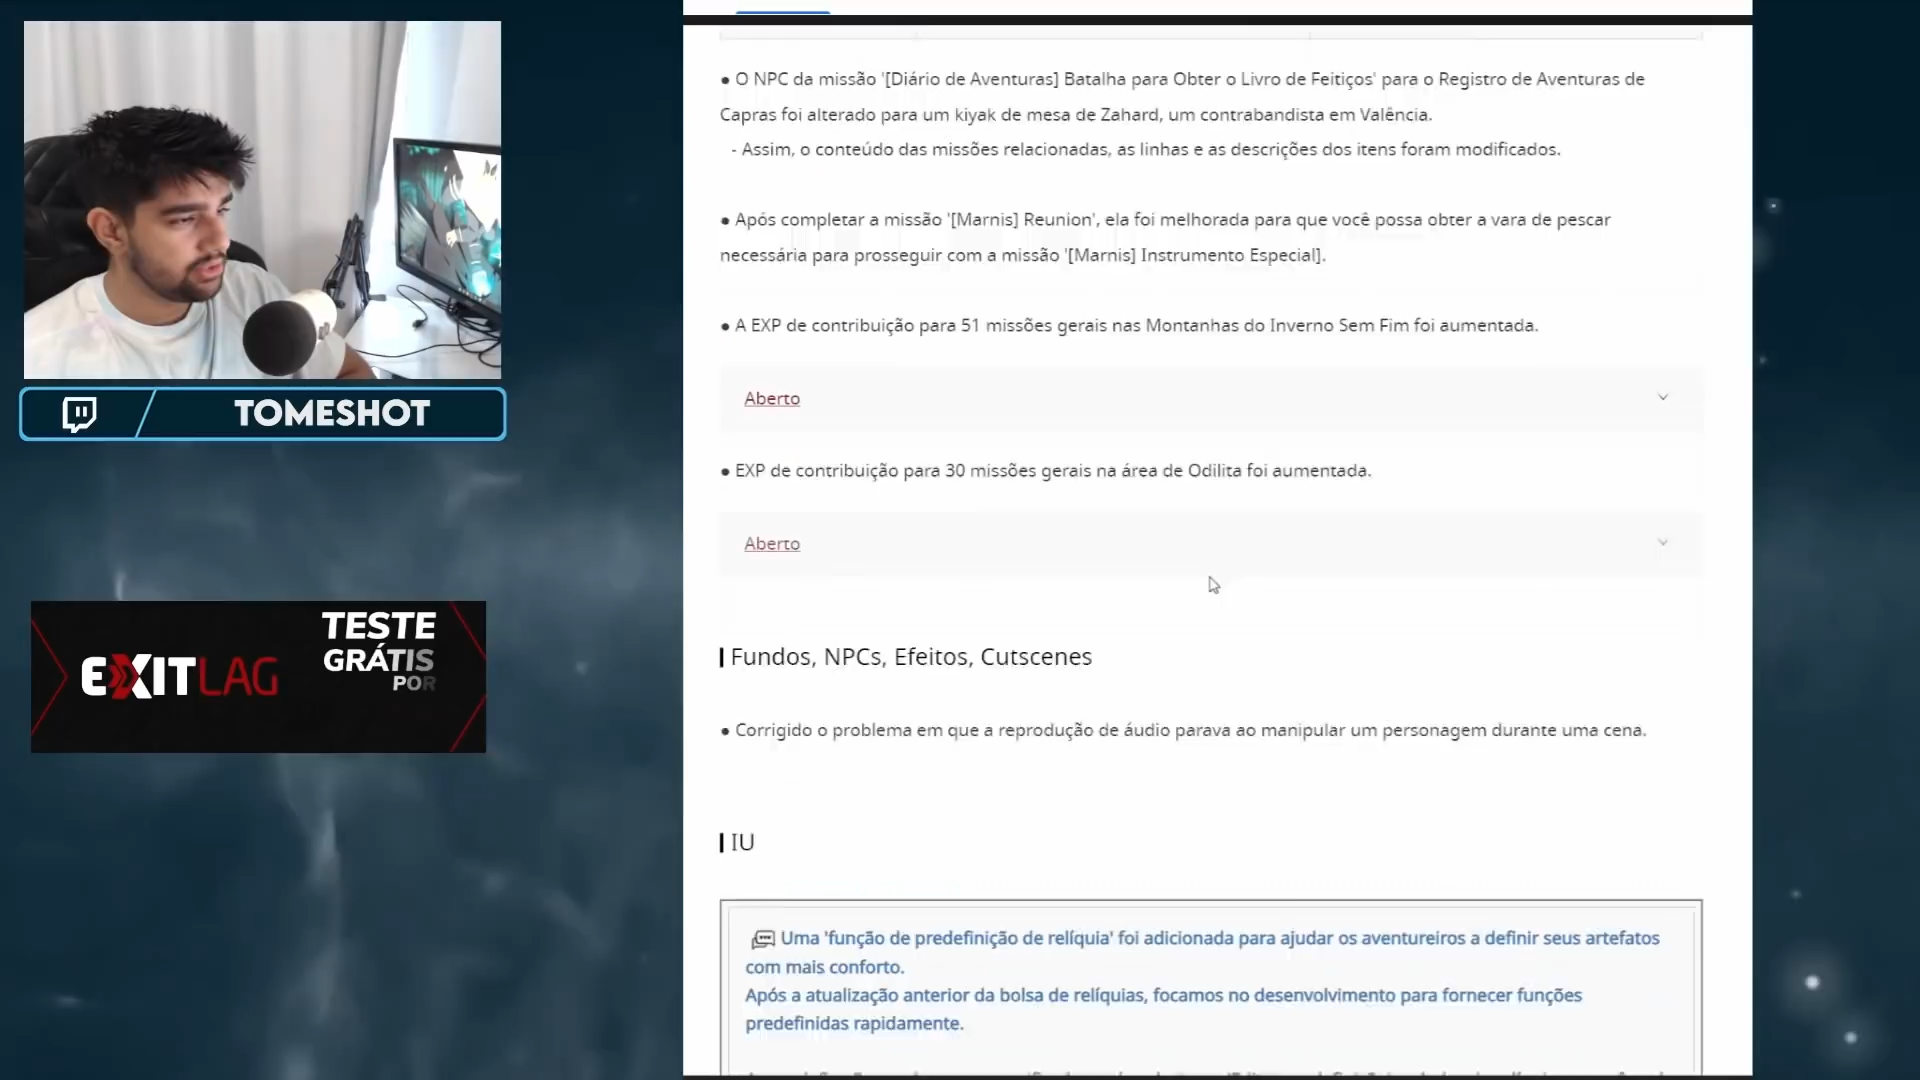 ● O NPC da missão '[Diário de Aventuras] Batalha para Obter o Livro de Feitiços' para o Registro de Aventuras de
Capras foi alterado para um kiyak de mesa de Zahard, um contrabandista em Valência.
- Assim, o conteúdo das missões relacionadas, as linhas e as descrições dos itens foram modificados.
● Após completar a missão '[Marnis] Reunion', ela foi melhorada para que você possa obter a vara de pescar
necessária para prosseguir com a missão '[Marnis] Instrumento Especial].
● A EXP de contribuição para 51 missões gerais nas Montanhas do Inverno Sem Fim foi aumentada.
Aberto
● EXP de contribuição para 30 missões gerais na área de Odilita foi aumentada.
Aberto
Fundos, NPCs, Efeitos, Cutscenes
● Corrigido o problema em que a reprodução de áudio parava ao manipular um personagem durante uma cena.
IU
Uma 'função de predefinição de relíquia' foi adicionada para ajudar os aventureiros a definir seus artefatos
com mais conforto.
Após a atualização anterior da bolsa de relíquias, focamos no desenvolvimento para fornecer funções
predefinidas rapidamente.
TOMESHOT
EXITLAG
TESTE
GRÁTIS
POR